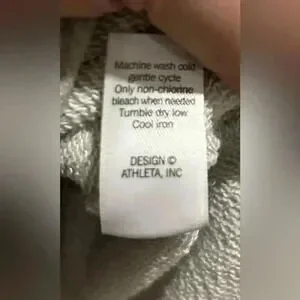 Machine wash cold
gentle cycle
Only non-chlorine
bleach when needed
Tumble dry low
Cool iron
DESIGN ©
ATHLETA, INC